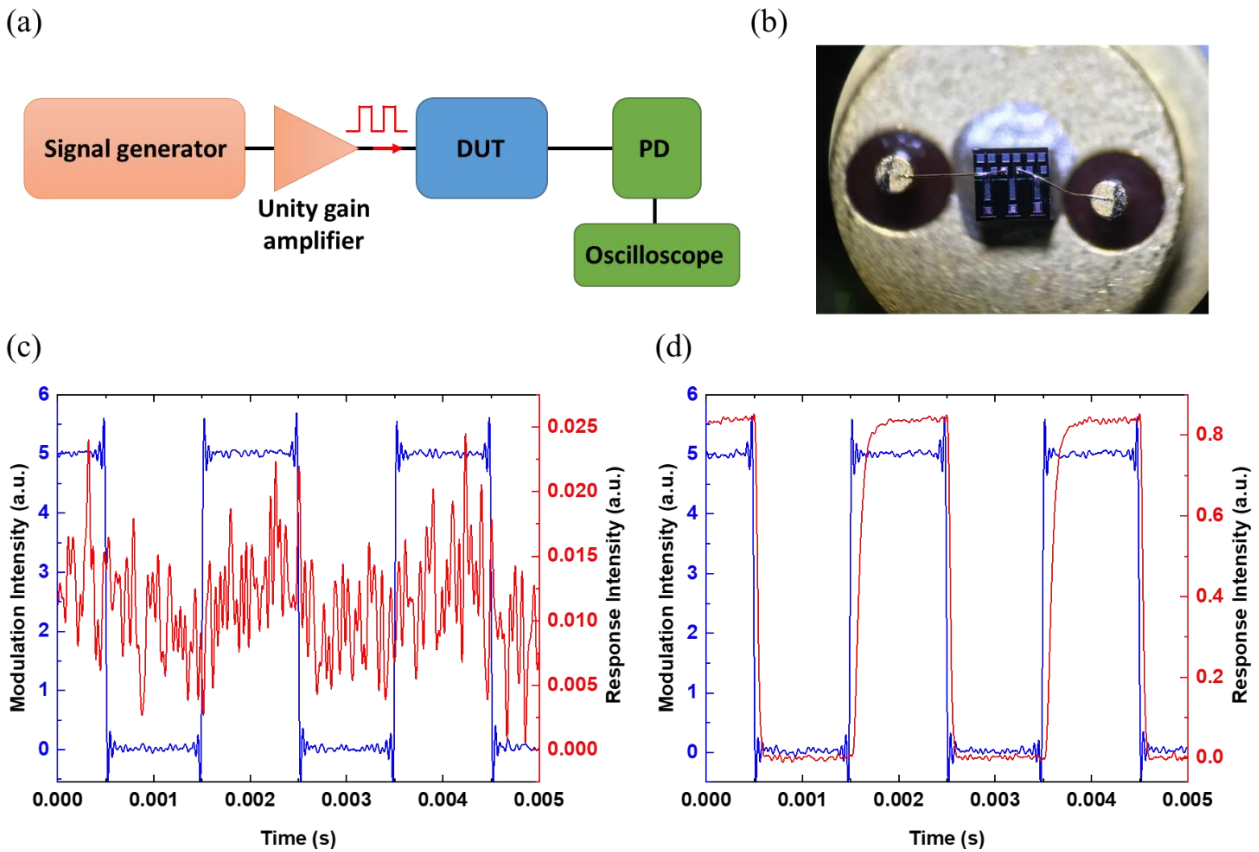 (a)
(b)
Signal generator
Unity gain
amplifier
DUT
PD
Oscilloscope
(c)
(d)
Modulation Intensity (a.u.)
6
5
4
3
2
1
0
0.025
0.020
0.015
0.010
0.005
0.000
Response Intensity (a.u.)
0.000 0.001 0.002 0.003 0.004 0.005
Time (s)
Modulation Intensity (a.u.)
6
5
4
3
2
1
0
0.8
0.6
0.4
0.2
0.0
Response Intensity (a.u.)
0.000 0.001 0.002 0.003 0.004 0.005
Time (s)